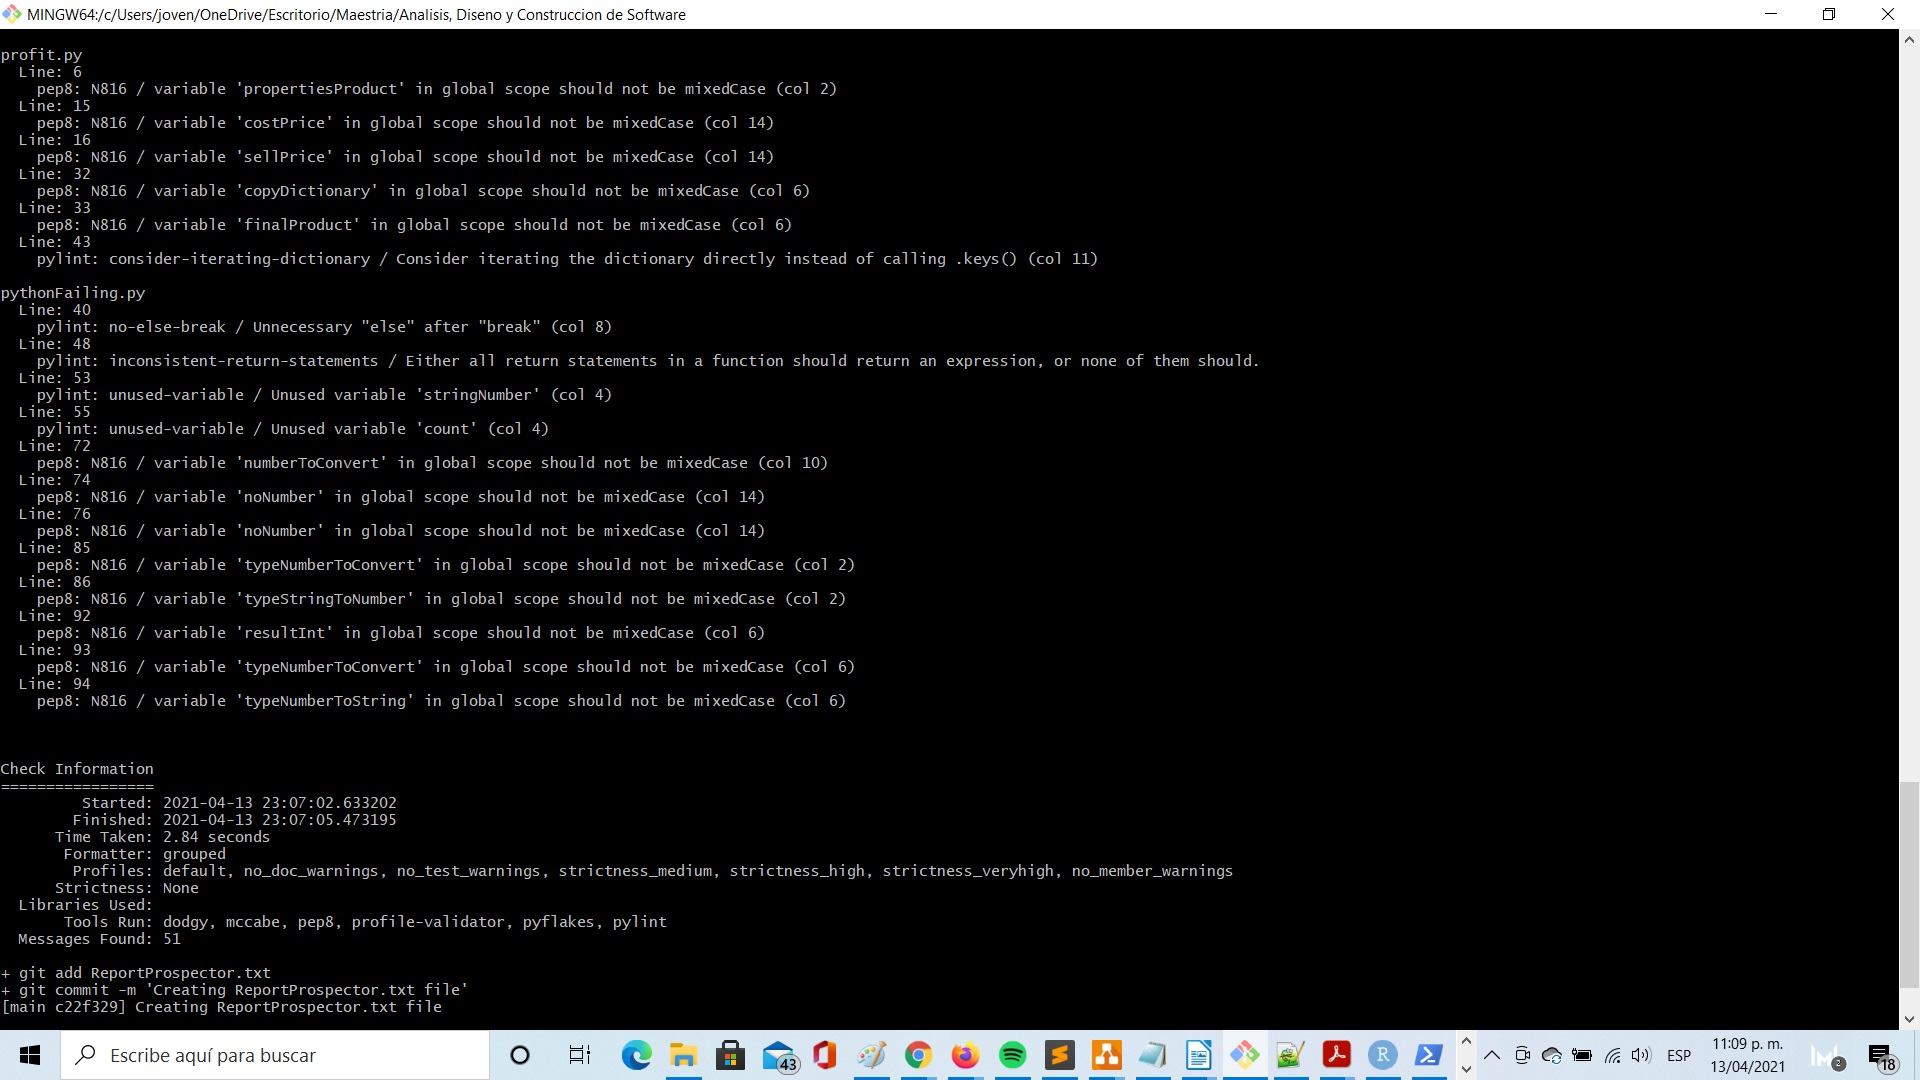 MINGW64:/c/Users/joven/OneDrive/Escritorio/Maestria/Analisis, Diseno y Construccion de Software
profit.py
  Line: 6
    pep8: N816 / variable 'propertiesProduct' in global scope should not be mixedCase (col 2)
  Line: 15
    pep8: N816 / variable 'costPrice' in global scope should not be mixedCase (col 14)
  Line: 16
    pep8: N816 / variable 'sellPrice' in global scope should not be mixedCase (col 14)
  Line: 32
    pep8: N816 / variable 'copyDictionary' in global scope should not be mixedCase (col 6)
  Line: 33
    pep8: N816 / variable 'finalProduct' in global scope should not be mixedCase (col 6)
  Line: 43
    pylint: consider-iterating-dictionary / Consider iterating the dictionary directly instead of calling .keys() (col 11)
pythonFailing.py
  Line: 40
    pylint: no-else-break / Unnecessary "else" after "break" (col 8)
  Line: 48
    pylint: inconsistent-return-statements / Either all return statements in a function should return an expression, or none of them should.
  Line: 53
    pylint: unused-variable / Unused variable 'stringNumber' (col 4)
  Line: 55
    pylint: unused-variable / Unused variable 'count' (col 4)
  Line: 72
    pep8: N816 / variable 'numberToConvert' in global scope should not be mixedCase (col 10)
  Line: 74
    pep8: N816 / variable 'noNumber' in global scope should not be mixedCase (col 14)
  Line: 76
    pep8: N816 / variable 'noNumber' in global scope should not be mixedCase (col 14)
  Line: 85
    pep8: N816 / variable 'typeNumberToConvert' in global scope should not be mixedCase (col 2)
  Line: 86
    pep8: N816 / variable 'typeStringToNumber' in global scope should not be mixedCase (col 2)
  Line: 92
    pep8: N816 / variable 'resultInt' in global scope should not be mixedCase (col 6)
  Line: 93
    pep8: N816 / variable 'typeNumberToConvert' in global scope should not be mixedCase (col 6)
  Line: 94
    pep8: N816 / variable 'typeNumberToString' in global scope should not be mixedCase (col 6)
Check Information
=================
         Started: 2021-04-13 23:07:02.633202
        Finished: 2021-04-13 23:07:05.473195
      Time Taken: 2.84 seconds
       Formatter: grouped
        Profiles: default, no_doc_warnings, no_test_warnings, strictness_medium, strictness_high, strictness_veryhigh, no_member_warnings
      Strictness: None
  Libraries Used:
       Tools Run: dodgy, mccabe, pep8, profile-validator, pyflakes, pylint
  Messages Found: 51
+ git add ReportProspector.txt
+ git commit -m 'Creating ReportProspector.txt file'
[main c22f329] Creating ReportProspector.txt file
Escribe aquí para buscar
43
R
ESP
11:09 p. m.
13/04/2021
2
18